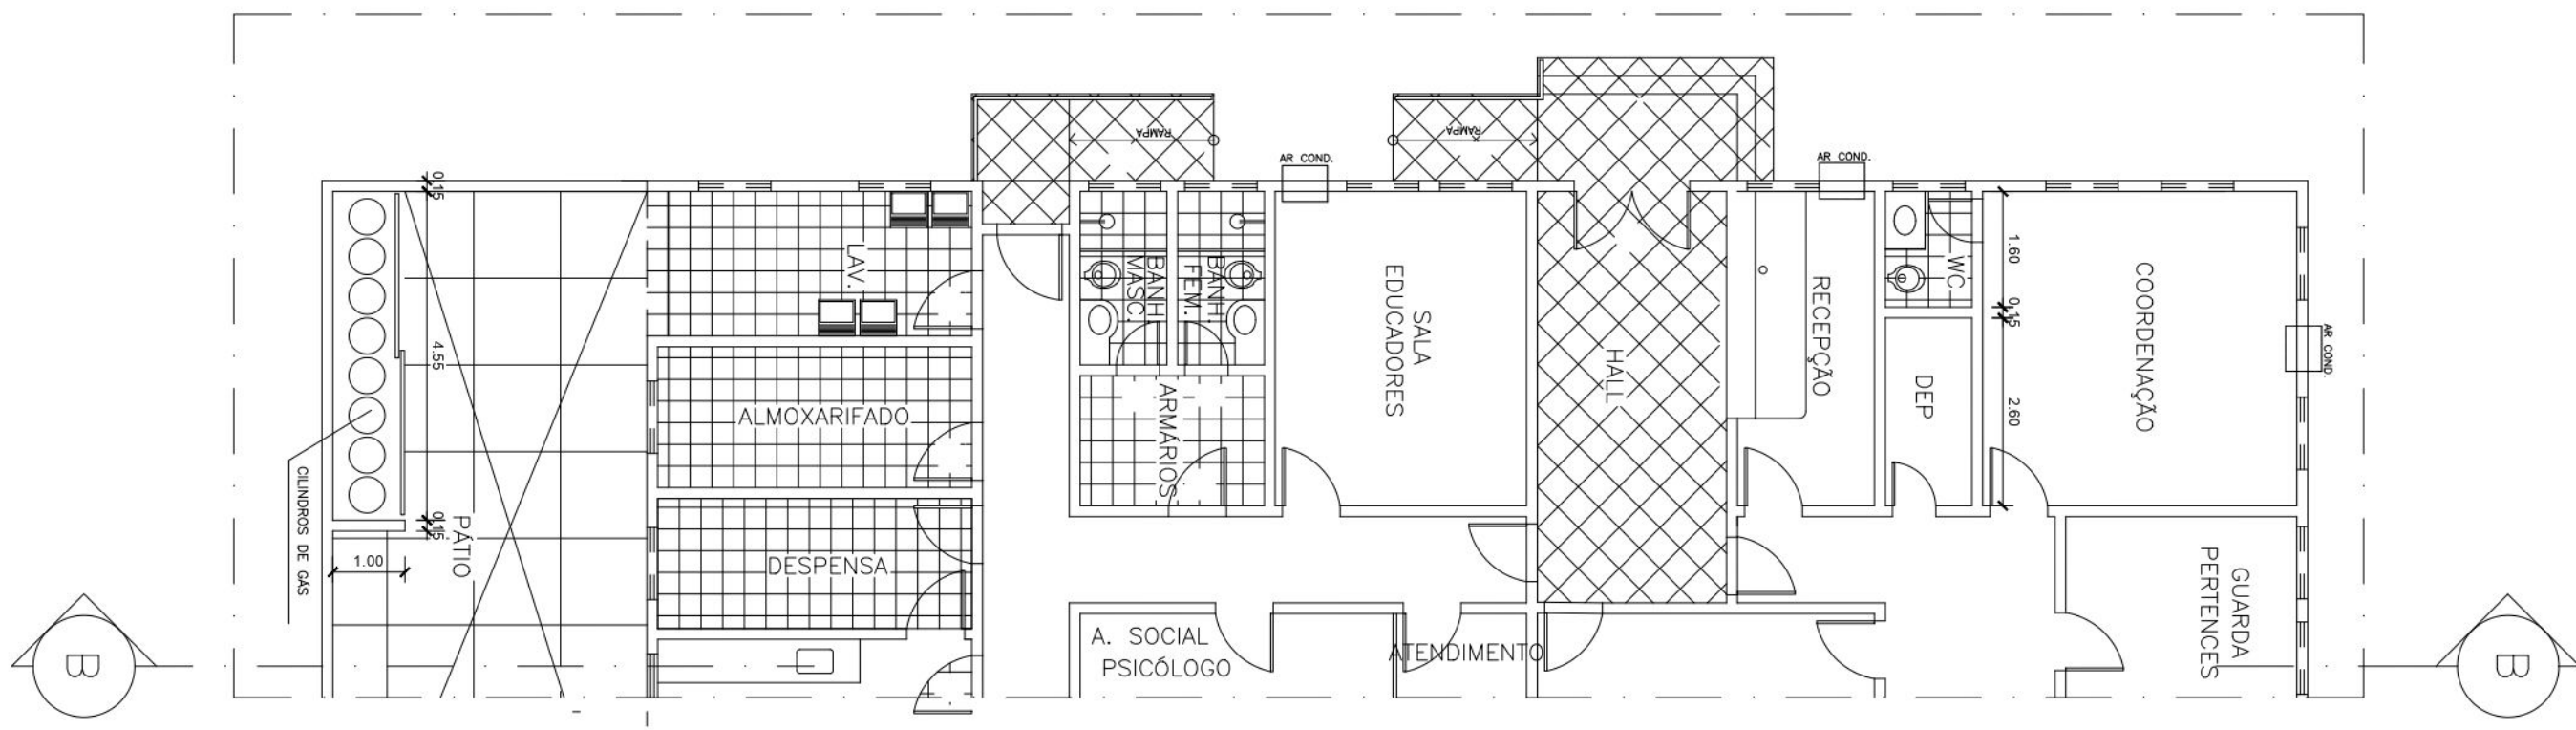 RAMPA
RAMPA
AR COND.
AR COND.
0.15
LAV.
BANH.
MASC.
BANH.
FEM.
SALA
EDUCADORES
HALL
RECEPÇÃO
WC
1.60
0.15
COORDENAÇÃO
AR COND.
4.55
ALMOXARIFADO
ARMÁRIOS
DEP
2.60
CILINDROS DE GÁS
0.15
PÁTIO
1.00
DESPENSA
GUARDA
PERTENCES
A. SOCIAL
PSICÓLOGO
ATENDIMENTO
B
B